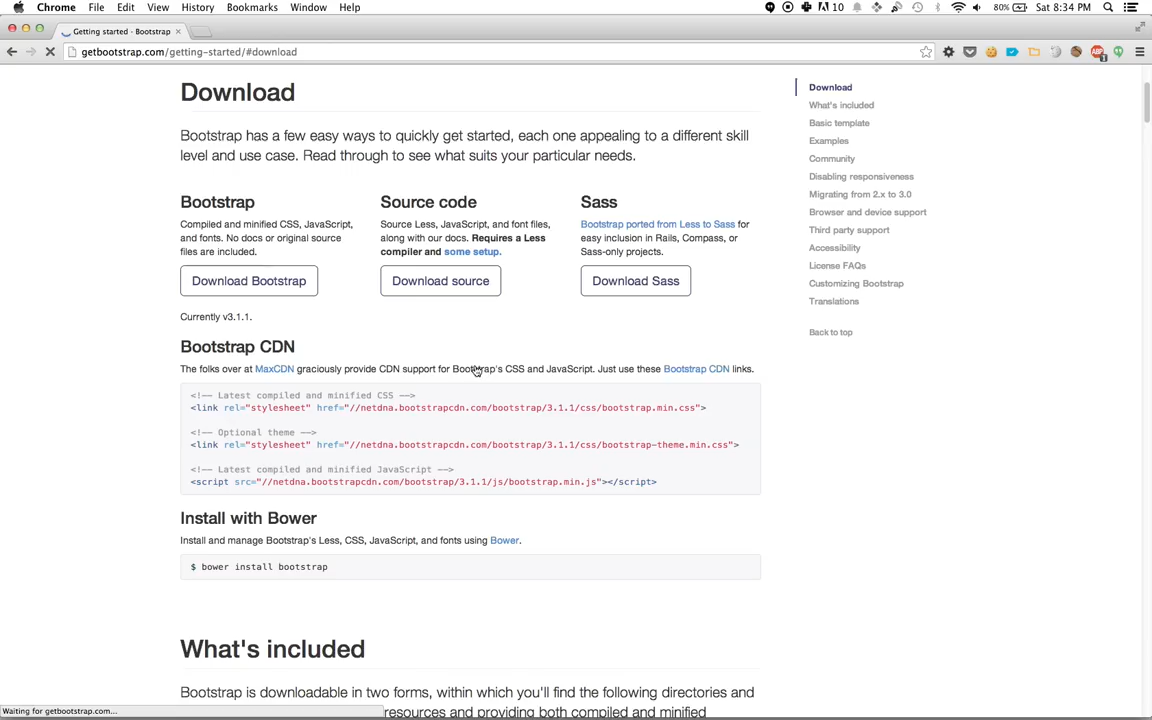 Chrome File Edit View History Bookmarks Window Help 10 80% Sat 8:34 PM
Getting started · Bootstrap
getbootstrap.com/getting-started/#download
Download
Bootstrap has a few easy ways to quickly get started, each one appealing to a different skill
level and use case. Read through to see what suits your particular needs.
Bootstrap
Compiled and minified CSS, JavaScript,
and fonts. No docs or original source
files are included.
Download Bootstrap
Source code
Source Less, JavaScript, and font files,
along with our docs. Requires a Less
compiler and some setup.
Download source
Sass
Bootstrap ported from Less to Sass for
easy inclusion in Rails, Compass, or
Sass-only projects.
Download Sass
Currently v3.1.1.
Bootstrap CDN
The folks over at MaxCDN graciously provide CDN support for Bootstrap's CSS and JavaScript. Just use these Bootstrap CDN links.
<!-- Latest compiled and minified CSS -->
<link rel="stylesheet" href="//netdna.bootstrapcdn.com/bootstrap/3.1.1/css/bootstrap.min.css">
<!-- Optional theme -->
<link rel="stylesheet" href="//netdna.bootstrapcdn.com/bootstrap/3.1.1/css/bootstrap-theme.min.css">
<!-- Latest compiled and minified JavaScript -->
<script src="//netdna.bootstrapcdn.com/bootstrap/3.1.1/js/bootstrap.min.js"></script>
Install with Bower
Install and manage Bootstrap's Less, CSS, JavaScript, and fonts using Bower.
$ bower install bootstrap
What's included
Bootstrap is downloadable in two forms, within which you'll find the following directories and
resources and providing both compiled and minified
Download
What's included
Basic template
Examples
Community
Disabling responsiveness
Migrating from 2.x to 3.0
Browser and device support
Third party support
Accessibility
License FAQs
Customizing Bootstrap
Translations
Back to top
ABP
1
Waiting for getbootstrap.com...